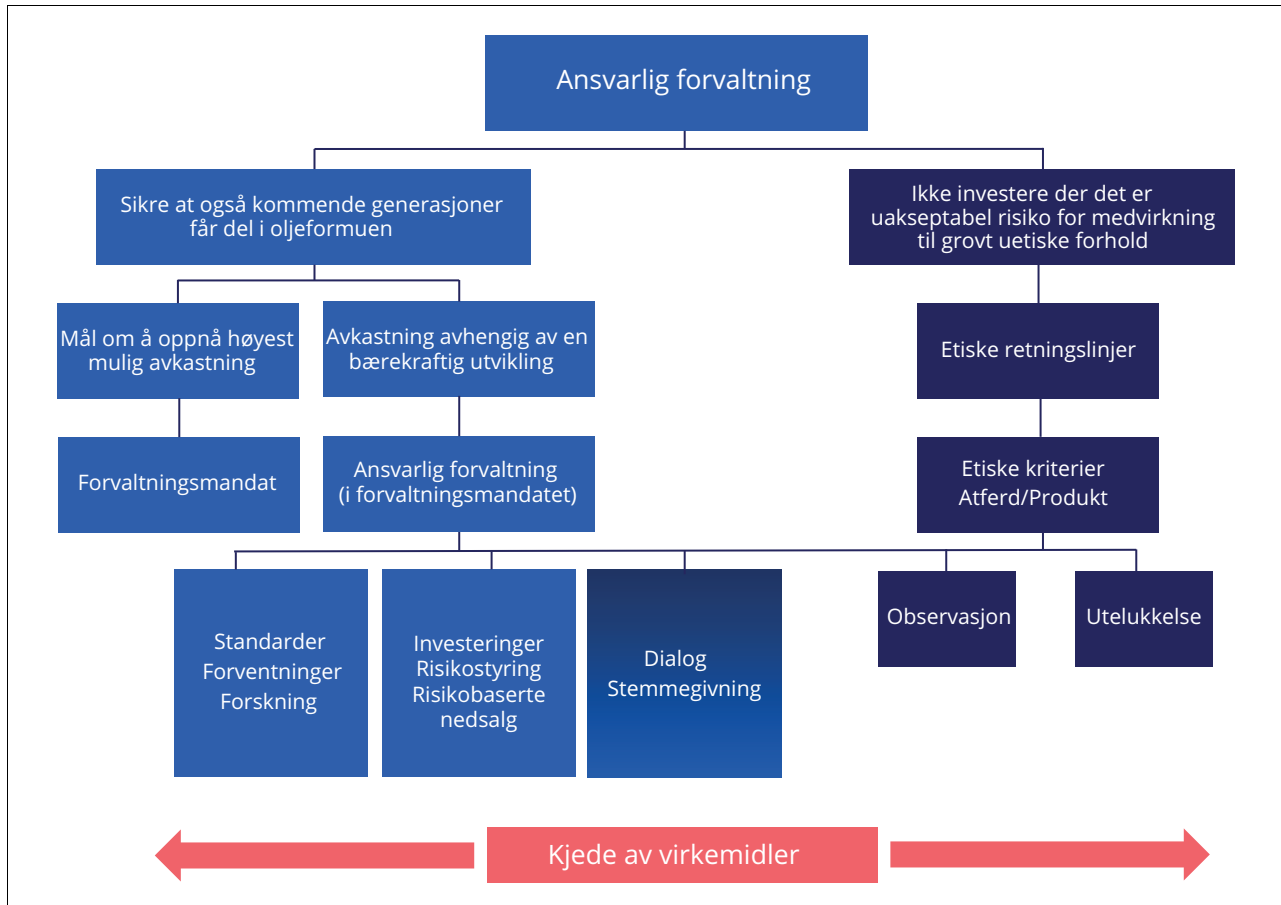 Ansvarlig forvaltning
Sikre at også kommende generasjoner
får del i oljeformuen
Ikke investere der det er
uakseptabel risiko for medvirkning
til grovt uetiske forhold
Mål om å oppnå høyest
mulig avkastning
Avkastning avhengig av en
bærekraftig utvikling
Etiske retningslinjer
Forvaltningsmandat
Ansvarlig forvaltning
(i forvaltningsmandatet)
Etiske kriterier
Atferd/Produkt
Standarder
Forventninger
Forskning
Investeringer
Risikostyring
Risikobaserte
nedsalg
Dialog
Stemmegivning
Observasjon
Utelukkelse
Kjede av virkemidler